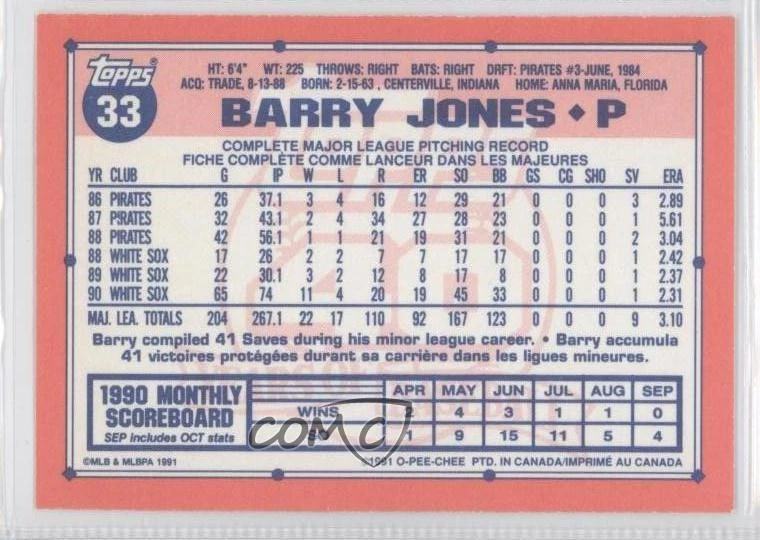 topps
33
HT: 6'4" WT: 225 THROWS: RIGHT BATS: RIGHT DRFT: PIRATES #3-JUNE, 1984
ACQ: TRADE, 8-13-88 BORN: 2-15-63 , CENTERVILLE, INDIANA HOME: ANNA MARIA, FLORIDA
BARRY JONES ◆ P
COMPLETE MAJOR LEAGUE PITCHING RECORD
FICHE COMPLÈTE COMME LANCEUR DANS LES MAJEURES
YR CLUB G IP W L R ER SO BB GS CG SHO SV ERA
86 PIRATES 26 37.1 3 4 16 12 29 21 0 0 0 3 2.89
87 PIRATES 32 43.1 2 4 34 27 28 23 0 0 0 1 5.61
88 PIRATES 42 56.1 1 1 21 19 31 21 0 0 0 2 3.04
88 WHITE SOX 17 26 2 2 7 7 17 17 0 0 0 1 2.42
89 WHITE SOX 22 30.1 3 2 12 8 17 8 0 0 0 1 2.37
90 WHITE SOX 65 74 11 4 20 19 45 33 0 0 0 1 2.31
MAJ. LEA. TOTALS 204 267.1 22 17 110 92 167 123 0 0 0 9 3.10
Barry compiled 41 Saves during his minor league career. • Barry accumula
41 victoires protégées durant sa carrière dans les ligues mineures.
1990 MONTHLY SCOREBOARD
SEP includes OCT stats
APR MAY JUN JUL AUG SEP
WINS 2 4 3 1 1 0
SO 1 9 15 11 5 4
COMC
©MLB & MLBPA 1991 ©1991 O-PEE-CHEE PTD. IN CANADA/IMPRIMÉ AU CANADA